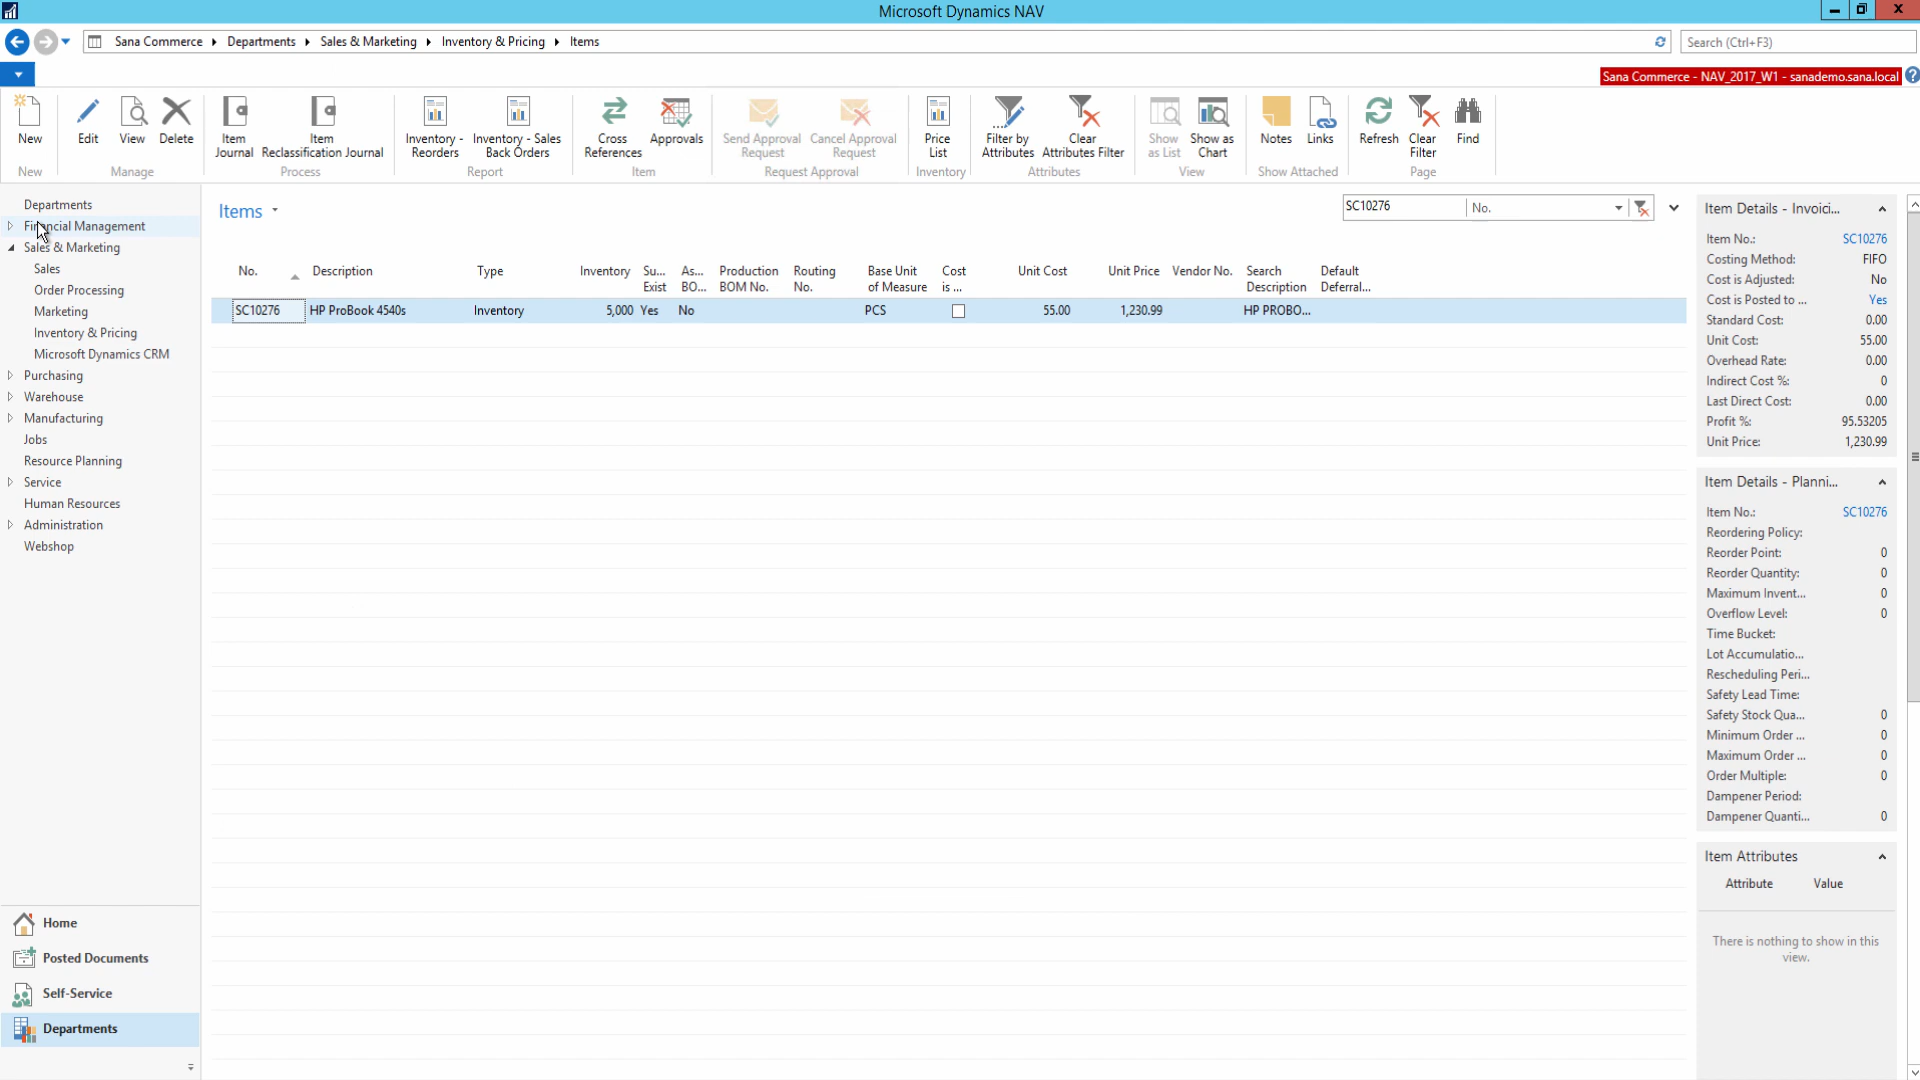 Microsoft Dynamics NAV
Sana Commerce
Departments
Sales & Marketing
Inventory & Pricing
Items
Search (Ctrl+F3)
Sana Commerce - NAV_2017_W1 - sanademo.sana.local
New
Edit
View
Delete
Item
Journal
Item
Reclassification Journal
Inventory -
Reorders
Inventory - Sales
Back Orders
Cross
References
Approvals
Send Approval
Request
Cancel Approval
Request
Price
List
Filter by
Attributes
Clear
Attributes Filter
Show
as List
Show as
Chart
Notes
Links
Refresh
Clear
Filter
Find
New
Manage
Process
Report
Item
Request Approval
Inventory
Attributes
View
Show Attached
Page
Departments
Financial Management
Sales & Marketing
Sales
Order Processing
Marketing
Inventory & Pricing
Microsoft Dynamics CRM
Purchasing
Warehouse
Manufacturing
Jobs
Resource Planning
Service
Human Resources
Administration
Webshop
Home
Posted Documents
Self-Service
Departments
Items
SC10276 No.
No.
Description
Type
Inventory
Su...
Exist
As...
BO...
Production
BOM No.
Routing
No.
Base Unit
of Measure
Cost
is ...
Unit Cost
Unit Price
Vendor No.
Search
Description
Default
Deferral...
SC10276 HP ProBook 4540s Inventory 5,000 Yes No PCS 55.00 1,230.99 HP PROBO...
Item Details - Invoici...
Item No.: SC10276
Costing Method: FIFO
Cost is Adjusted: No
Cost is Posted to ... Yes
Standard Cost: 0.00
Unit Cost: 55.00
Overhead Rate: 0.00
Indirect Cost %: 0
Last Direct Cost: 0.00
Profit %: 95.53205
Unit Price: 1,230.99
Item Details - Planni...
Item No.: SC10276
Reordering Policy:
Reorder Point: 0
Reorder Quantity: 0
Maximum Invent... 0
Overflow Level: 0
Time Bucket:
Lot Accumulatio...
Rescheduling Peri...
Safety Lead Time:
Safety Stock Qua... 0
Minimum Order ... 0
Maximum Order ... 0
Order Multiple: 0
Dampener Period:
Dampener Quanti... 0
Item Attributes
Attribute Value
There is nothing to show in this
view.